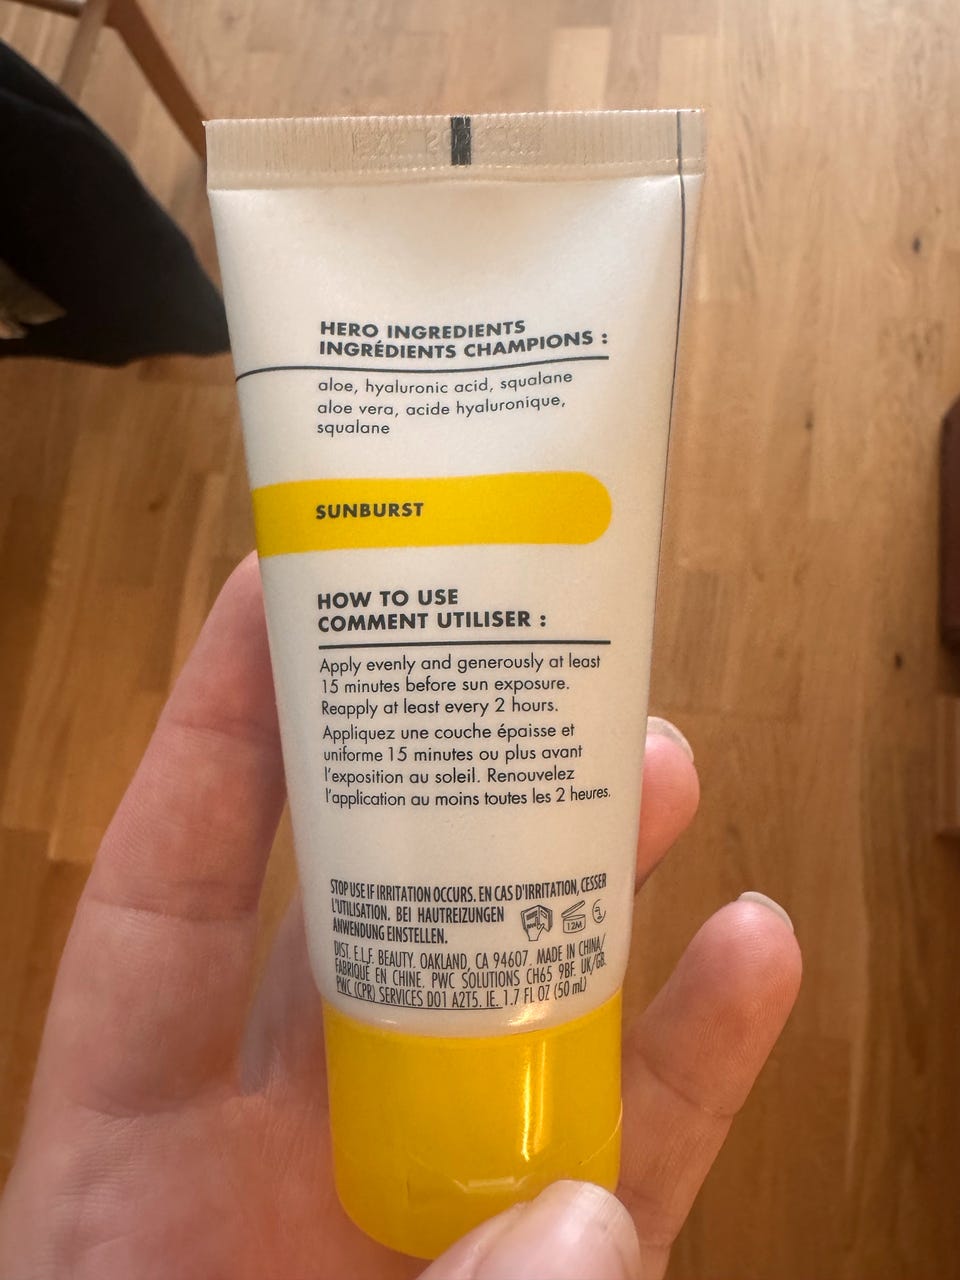 EXP
HERO INGREDIENTS
INGRÉDIENTS CHAMPIONS :
aloe, hyaluronic acid, squalane
aloe vera, acide hyaluronique,
squalane
SUNBURST
HOW TO USE
COMMENT UTILISER :
Apply evenly and generously at least
15 minutes before sun exposure.
Reapply at least every 2 hours.
Appliquez une couche épaisse et
uniforme 15 minutes ou plus avant
l'exposition au soleil. Renouvelez
l'application au moins toutes les 2 heures.
STOP USE IF IRRITATION OCCURS. EN CAS D'IRRITATION, CESSER
L'UTILISATION. BEI HAUTREIZUNGEN
ANWENDUNG EINSTELLEN.
12M
DIST. E.L.F. BEAUTY. OAKLAND, CA 94607. MADE IN CHINA/
FABRIQUÉ EN CHINE. PWC SOLUTIONS CH65 9BF. UK/GB.
PWC (CPR) SERVICES D01 A2T5. IE. 1.7 FL OZ (50 mL)